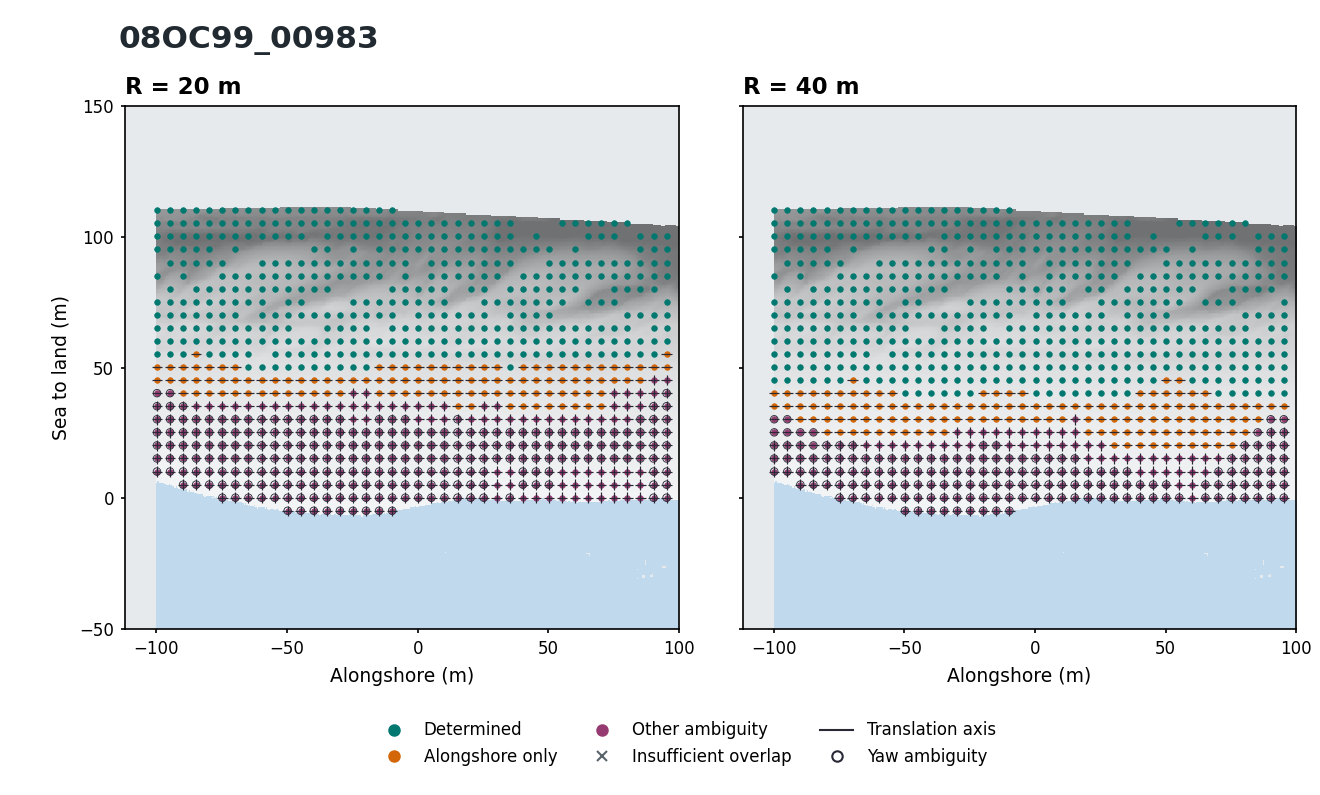 08OC99_00983
R = 20 m
R = 40 m
150
100
50
0
−50
Sea to land (m)
−100
−50
0
50
100
−100
−50
0
50
100
Alongshore (m)
Alongshore (m)
Determined
Other ambiguity
Translation axis
Alongshore only
Insufficient overlap
Yaw ambiguity